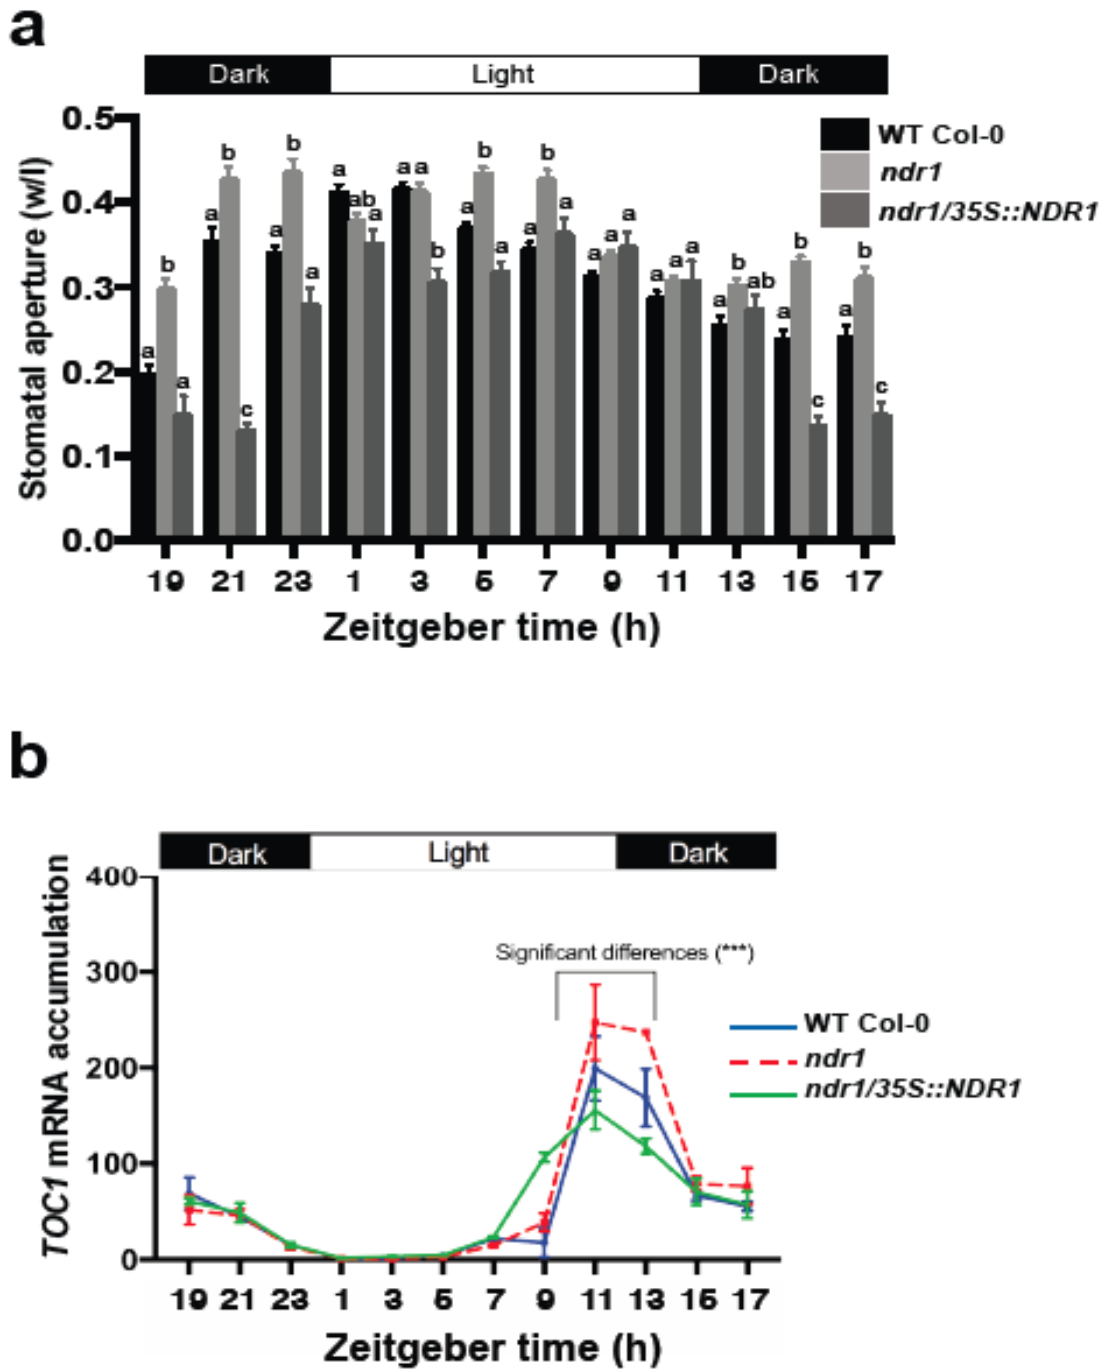 a
Dark Light Dark
WT Col-0
ndr1
ndr1/35S::NDR1
Stomatal aperture (w/l)
0.5
0.4
0.3
0.2
0.1
0.0
a b a
a b c
a b a
a ab a
a a b
a b a
a b a
a a a
a a a
a b ab
a b c
a b c
19 21 23 1 3 5 7 9 11 13 15 17
Zeitgeber time (h)
b
Dark Light Dark
TOC1 mRNA accumulation
400
300
200
100
0
Significant differences (***)
WT Col-0
ndr1
ndr1/35S::NDR1
19 21 23 1 3 5 7 9 11 13 15 17
Zeitgeber time (h)